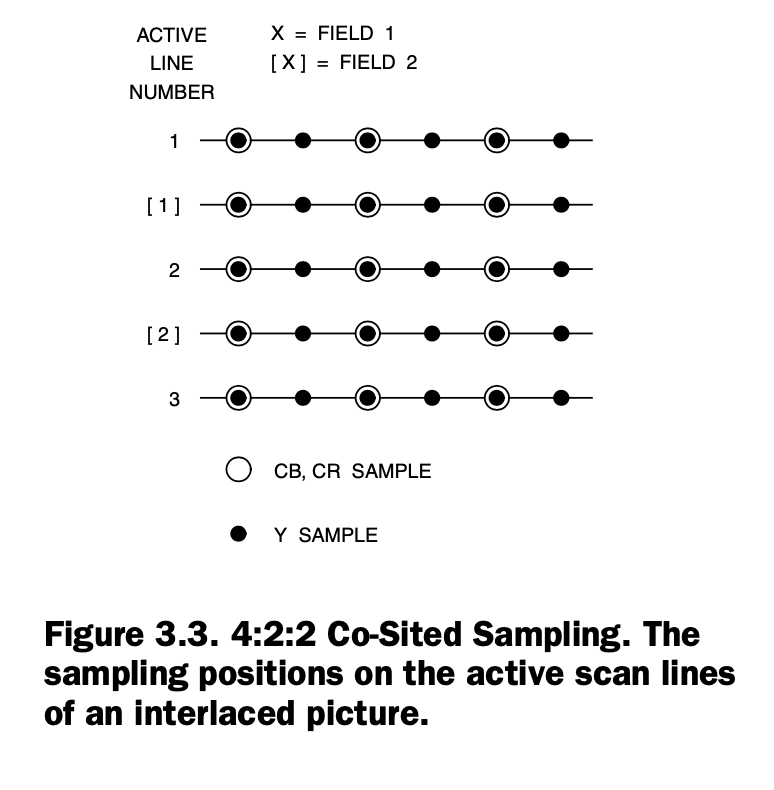 ACTIVE
LINE
NUMBER
X = FIELD 1
[ X ] = FIELD 2
1
[ 1 ]
2
[ 2 ]
3
CB, CR SAMPLE
Y SAMPLE
Figure 3.3. 4:2:2 Co-Sited Sampling. The
sampling positions on the active scan lines
of an interlaced picture.